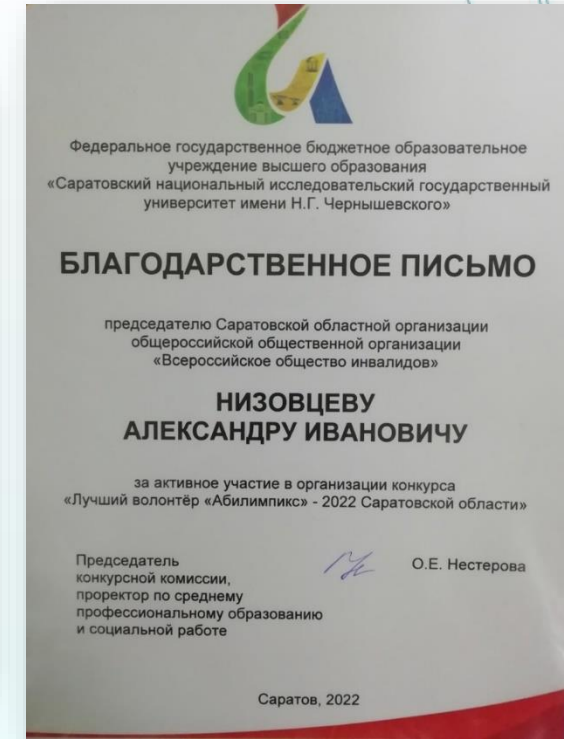 Федеральное государственное бюджетное образовательное
учреждение высшего образования
«Саратовский национальный исследовательский государственный
университет имени Н.Г. Чернышевского»
БЛАГОДАРСТВЕННОЕ ПИСЬМО
председателю Саратовской областной организации
общероссийской общественной организации
«Всероссийское общество инвалидов»
НИЗОВЦЕВУ
АЛЕКСАНДРУ ИВАНОВИЧУ
за активное участие в организации конкурса
«Лучший волонтёр «Абилимпикс» - 2022 Саратовской области»
Председатель
конкурсной комиссии,
проректор по среднему
профессиональному образованию
и социальной работе
О.Е. Нестерова
Саратов, 2022